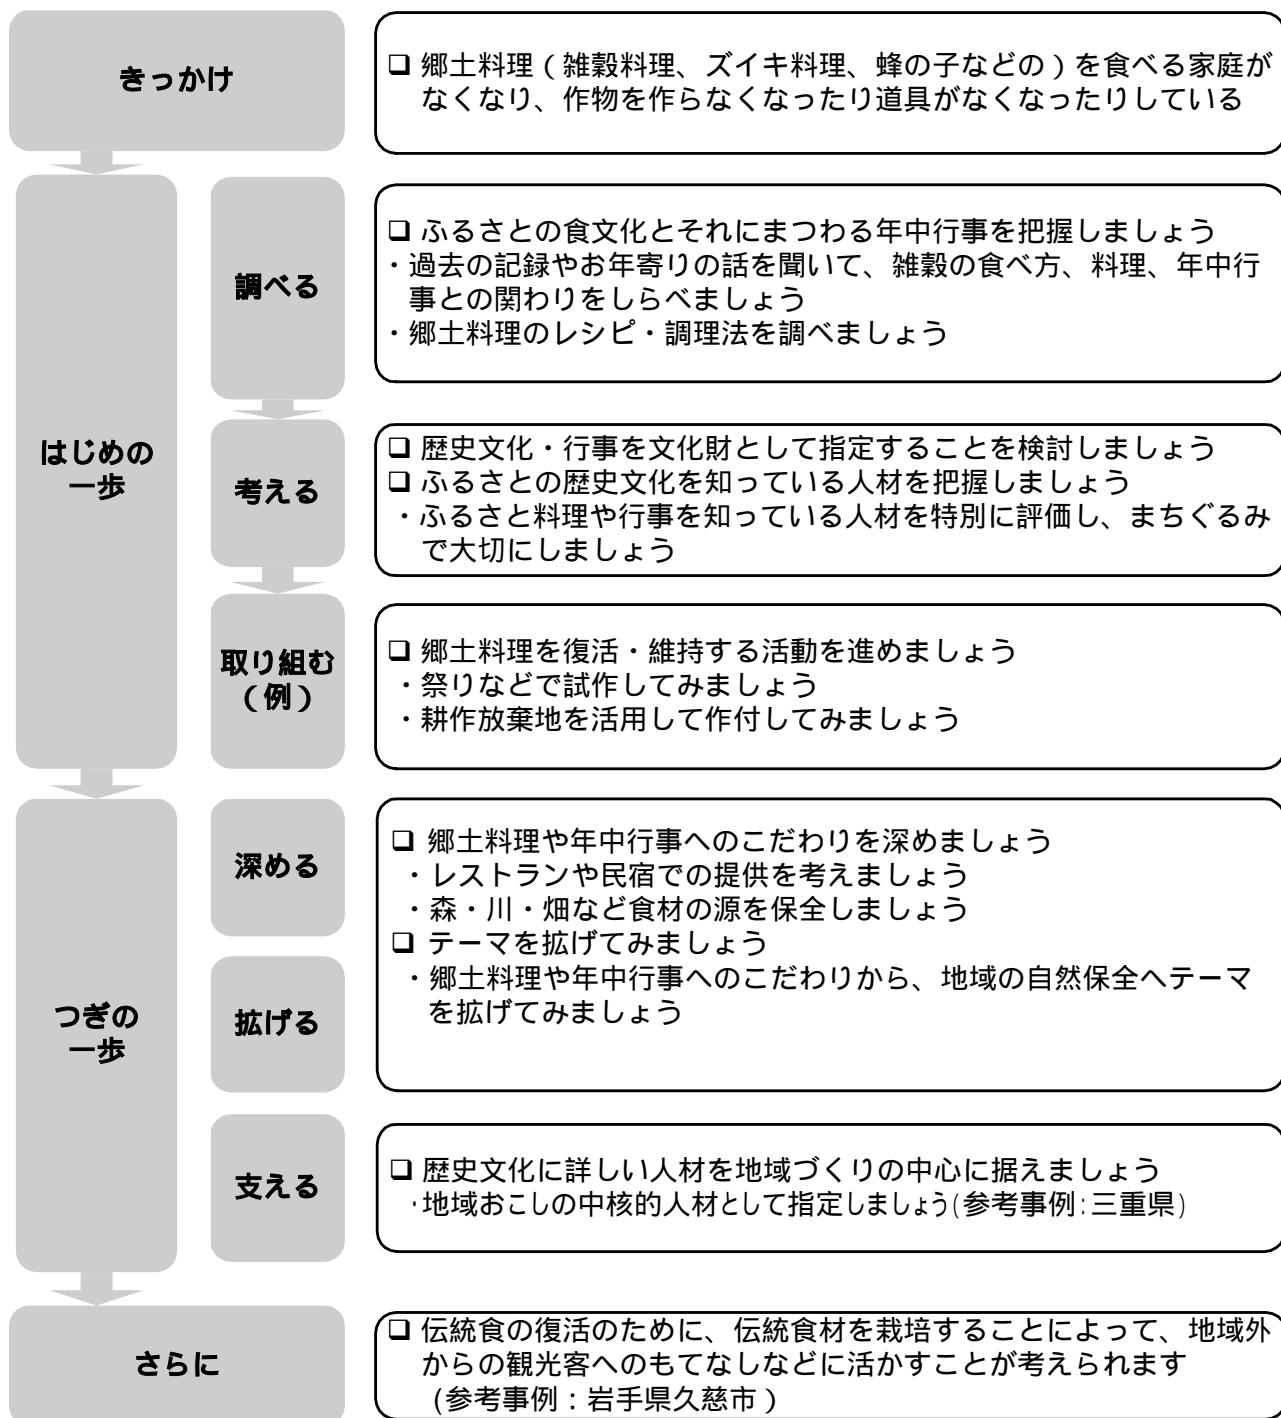 きっかけ
❑ 郷土料理（雑穀料理、ズイキ料理、蜂の子などの）を食べる家庭が
なくなり、作物を作らなくなったり道具がなくなったりしている
はじめの
一歩
調べる
❑ ふるさとの食文化とそれにまつわる年中行事を把握しましょう
・過去の記録やお年寄りの話を聞いて、雑穀の食べ方、料理、年中行
事との関わりをしらべましょう
・郷土料理のレシピ・調理法を調べましょう
考える
❑ 歴史文化・行事を文化財として指定することを検討しましょう
❑ ふるさとの歴史文化を知っている人材を把握しましょう
・ふるさと料理や行事を知っている人材を特別に評価し、まちぐるみ
で大切にしましょう
取り組む
（例）
❑ 郷土料理を復活・維持する活動を進めましょう
・祭りなどで試作してみましょう
・耕作放棄地を活用して作付してみましょう
つぎの
一歩
深める
拡げる
❑ 郷土料理や年中行事へのこだわりを深めましょう
・レストランや民宿での提供を考えましょう
・森・川・畑など食材の源を保全しましょう
❑ テーマを拡げてみましょう
・郷土料理や年中行事へのこだわりから、地域の自然保全へテーマ
を拡げてみましょう
支える
❑ 歴史文化に詳しい人材を地域づくりの中心に据えましょう
・地域おこしの中核的人材として指定しましょう(参考事例:三重県)
さらに
❑ 伝統食の復活のために、伝統食材を栽培することによって、地域外
からの観光客へのもてなしなどに活かすことが考えられます
（参考事例：岩手県久慈市）